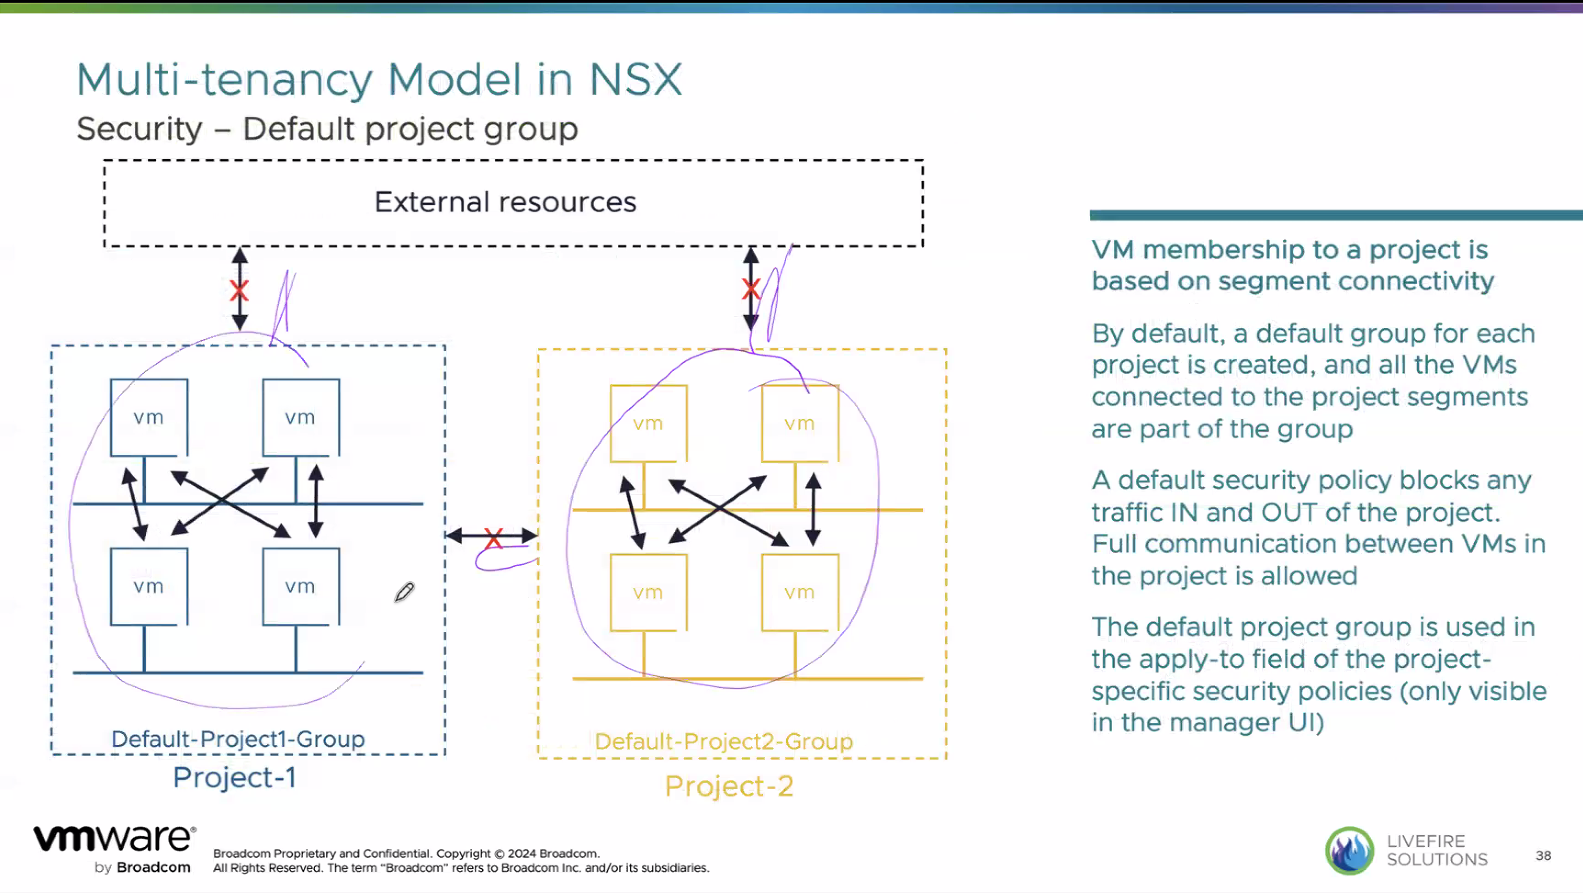 Multi-tenancy Model in NSX
Security – Default project group
External resources
X
X
vm
vm
vm
vm
X
vm
vm
vm
vm
Default-Project1-Group
Project-1
Default-Project2-Group
Project-2
VM membership to a project is
based on segment connectivity
By default, a default group for each
project is created, and all the VMs
connected to the project segments
are part of the group
A default security policy blocks any
traffic IN and OUT of the project.
Full communication between VMs in
the project is allowed
The default project group is used in
the apply-to field of the project-
specific security policies (only visible
in the manager UI)
vmware®
by Broadcom
Broadcom Proprietary and Confidential. Copyright © 2024 Broadcom.
All Rights Reserved. The term “Broadcom” refers to Broadcom Inc. and/or its subsidiaries.
LIVEFIRE
SOLUTIONS
38